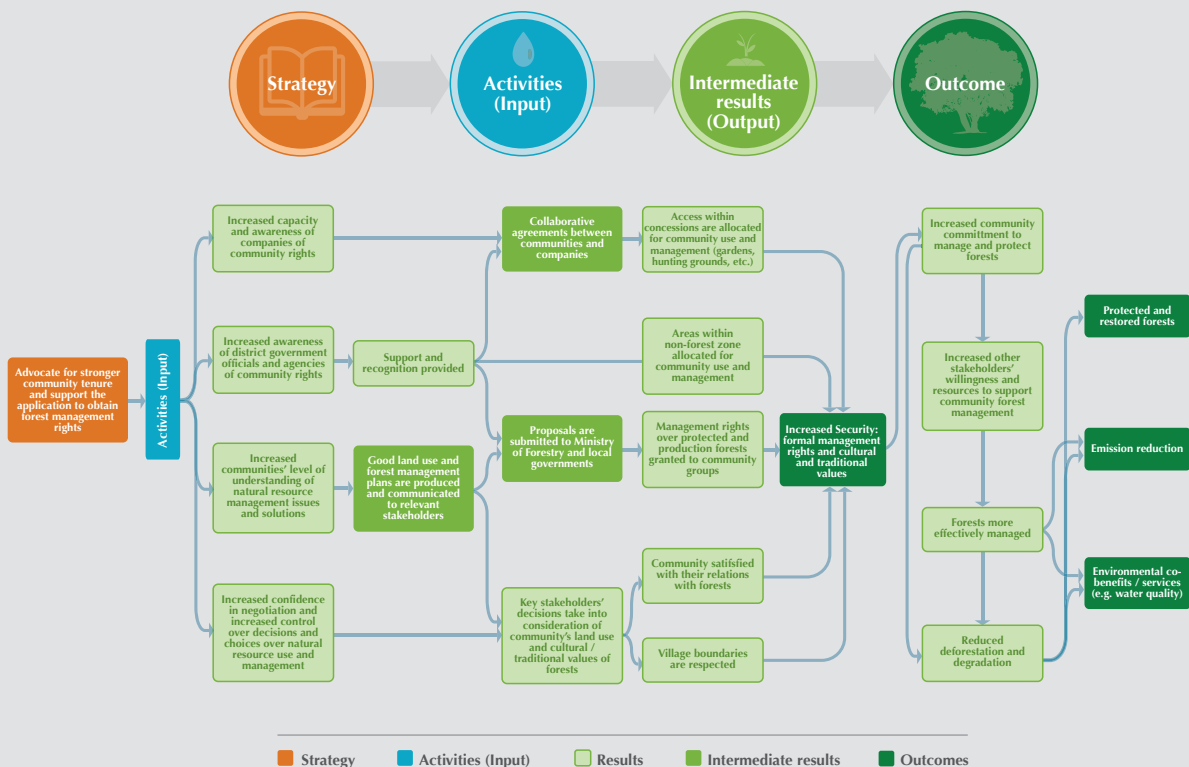 Strategy
Activities
(Input)
Intermediate
results
(Output)
Outcome
Advocate for stronger
community tenure
and support the
application to obtain
forest management
rights
Activities (Input)
Increased capacity
and awareness of
companies of
community rights
Increased awareness
of district government
officials and agencies
of community rights
Increased
communities' level of
understanding of
natural resource
management issues
and solutions
Increased confidence
in negotiation and
increased control
over decisions and
choices over natural
resource use and
management
Support and
recognition provided
Good land use and
forest management
plans are produced
and communicated
to relevant
stakeholders
Collaborative
agreements between
communities and
companies
Proposals are
submitted to Ministry
of Forestry and local
governments
Key stakeholders'
decisions take into
consideration of
community's land use
and cultural /
traditional values of
forests
Access within
concessions are allocated
for community use and
management (gardens,
hunting grounds, etc.)
Areas within
non-forest zone
allocated for
community use and
management
Management rights
over protected and
production forests
granted to community
groups
Community satifsfied
with their relations
with forests
Village boundaries
are respected
Increased Security:
formal management
rights and cultural
and traditional
values
Increased community
commitment to
manage and protect
forests
Increased other
stakeholders'
willingness and
resources to support
community forest
management
Forests more
effectively managed
Reduced
deforestation and
degradation
Protected and
restored forests
Emission reduction
Environmental co-
benefits / services
(e.g. water quality)
Strategy
Activities (Input)
Results
Intermediate results
Outcomes